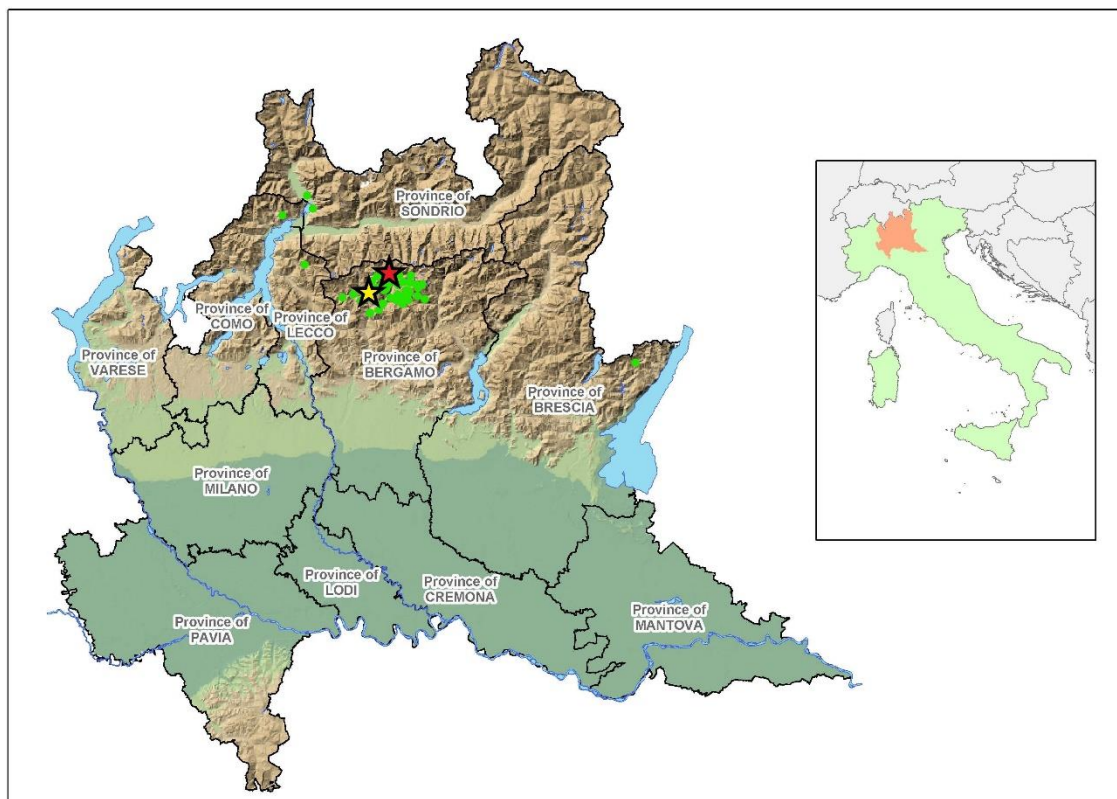 Province of
SONDRIO
Province of
COMO
Province of
LECCO
Province of
VARESE
Province of
BERGAMO
Province of
BRESCIA
Province of
MILANO
Province of
LODI
Province of
CREMONA
Province of
PAVIA
Province of
MANTOVA